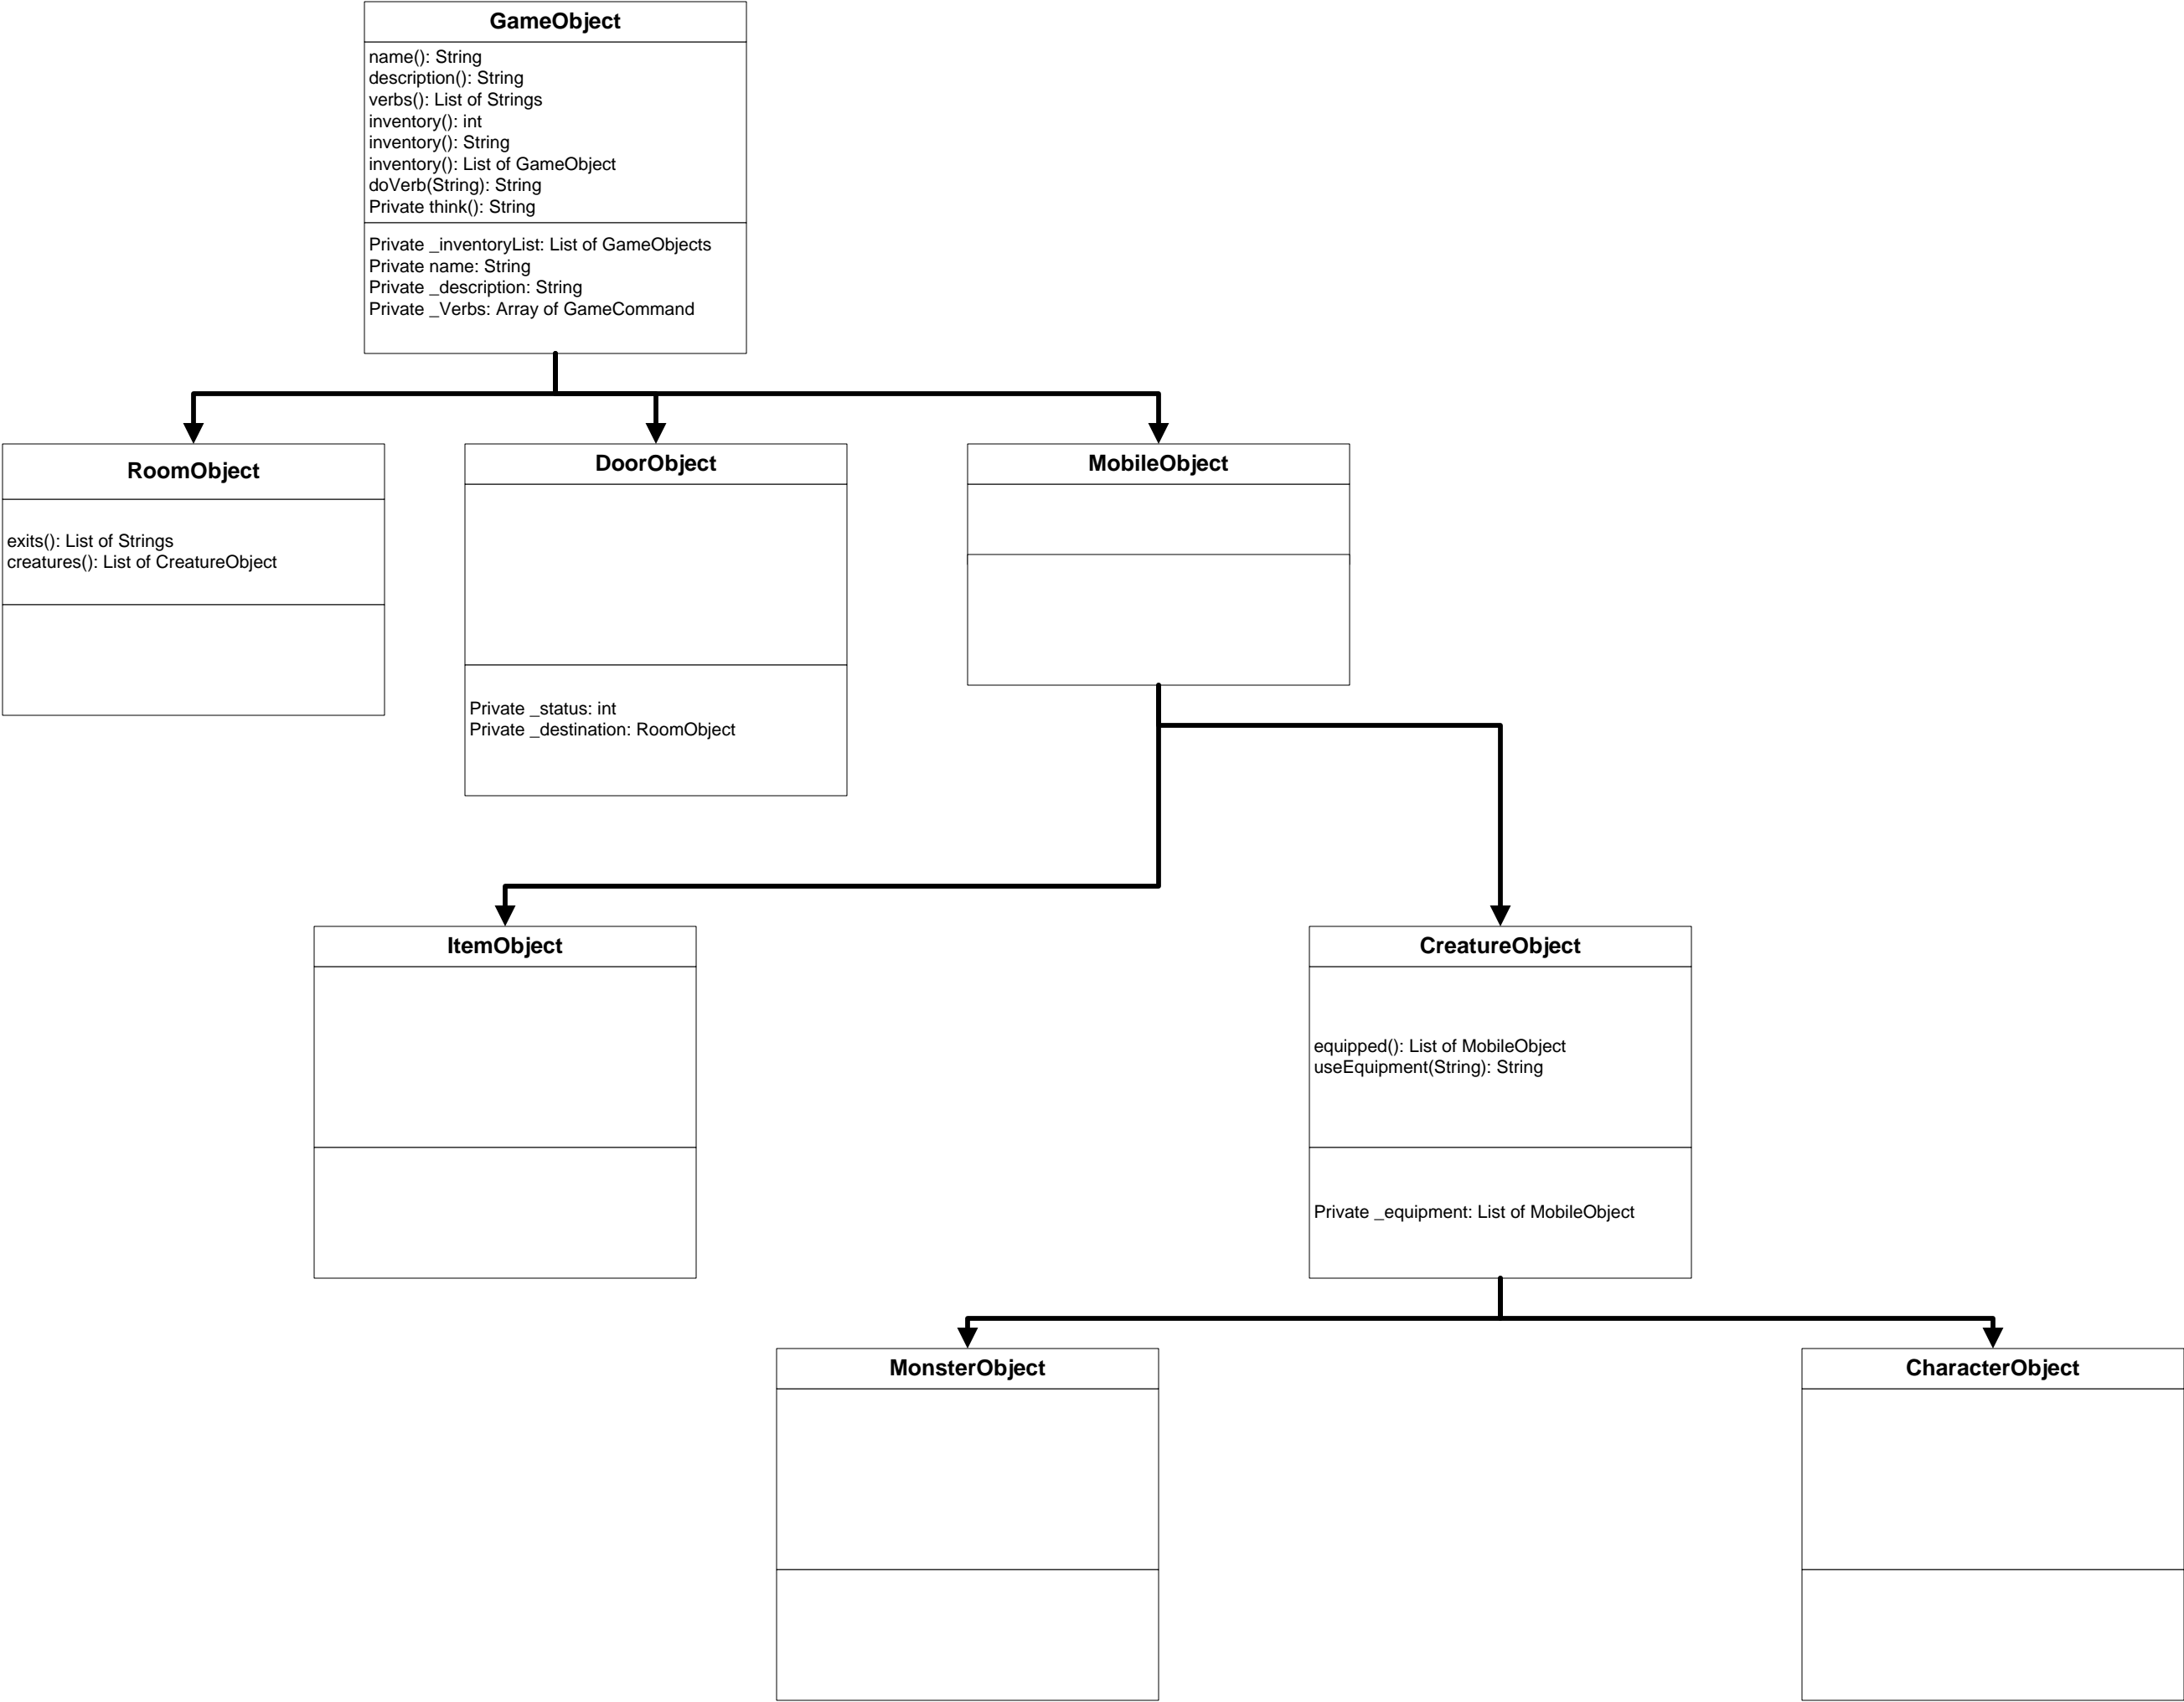 GameObject
name(): String
description(): String
verbs(): List of Strings
inventory(): int
inventory(): String
inventory(): List of GameObject
doVerb(String): String
Private think(): String
Private _inventoryList: List of GameObjects
Private name: String
Private _description: String
Private _Verbs: Array of GameCommand
RoomObject
exits(): List of Strings
creatures(): List of CreatureObject
DoorObject
Private _status: int
Private _destination: RoomObject
MobileObject
ItemObject
CreatureObject
equipped(): List of MobileObject
useEquipment(String): String
Private _equipment: List of MobileObject
MonsterObject
CharacterObject